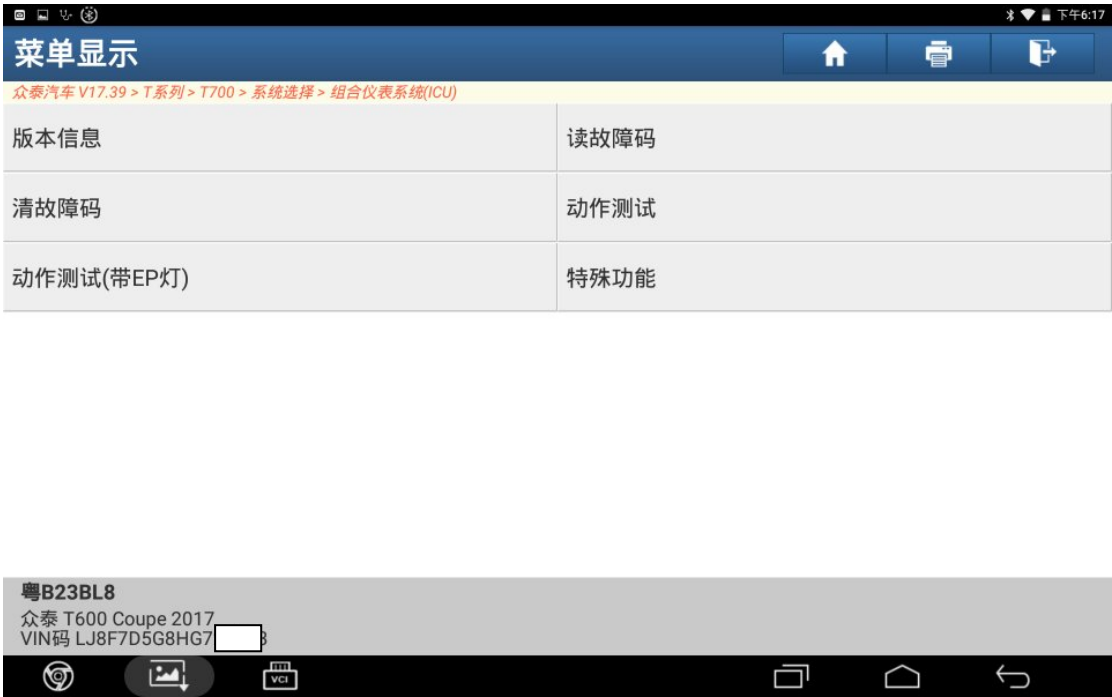 下午6:17
菜单显示
众泰汽车 V17.39 > T系列 > T700 > 系统选择 > 组合仪表系统(ICU)
版本信息
读故障码
清故障码
动作测试
动作测试(带EP灯)
特殊功能
粤B23BL8
众泰 T600 Coupe 2017
VIN码 LJ8F7D5G8HG7
VCI